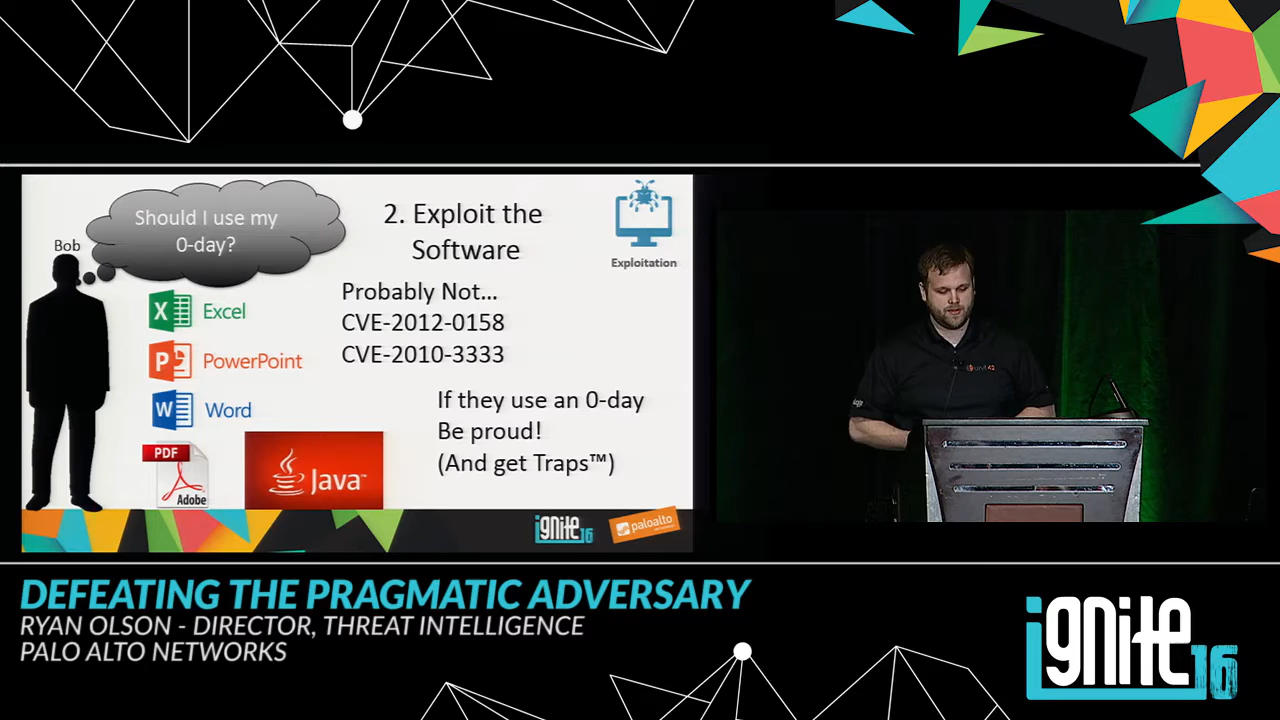 Should I use my
0-day?
Bob
2. Exploit the
Software
Exploitation
Probably Not...
CVE-2012-0158
CVE-2010-3333
Excel
PowerPoint
Word
PDF
Adobe
Java™
If they use an 0-day
Be proud!
(And get Traps™)
ignite16
paloalto
DEFEATING THE PRAGMATIC ADVERSARY
RYAN OLSON - DIRECTOR, THREAT INTELLIGENCE
PALO ALTO NETWORKS
ignite16